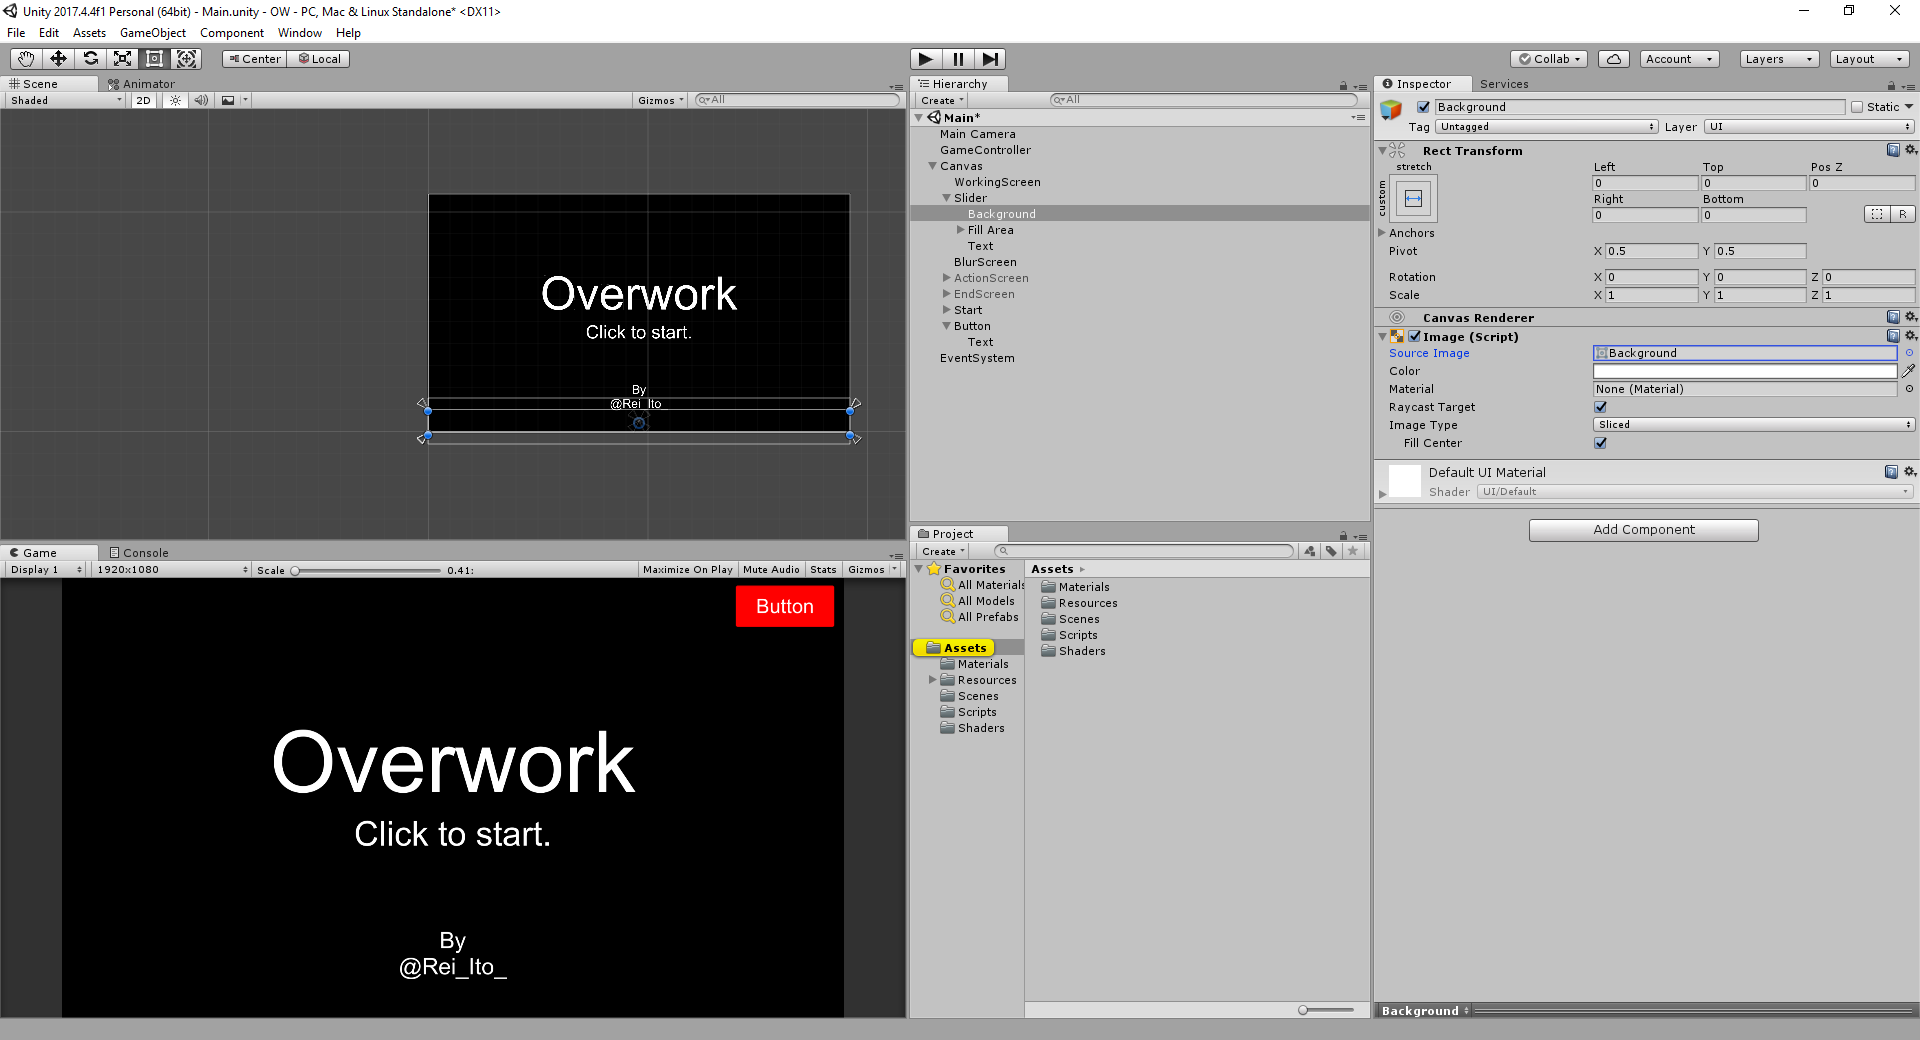 Unity 2017.4.4f1 Personal (64bit) - Main.unity - OW - PC, Mac & Linux Standalone* <DX11>
File Edit Assets GameObject Component Window Help
Center Local
Collab Account Layers Layout
Scene Animator
Shaded 2D Gizmos All
Overwork
Click to start.
By
@Rei_Ito_
Hierarchy
Create All
Main*
Main Camera
GameController
Canvas
WorkingScreen
Slider
Background
Fill Area
Text
BlurScreen
ActionScreen
EndScreen
Start
Button
Text
EventSystem
Inspector Services
Background Static
Tag Untagged Layer UI
Rect Transform
stretch
custom
Left Top Pos Z
0 0 0
Right Bottom
0 0 R
Anchors
Pivot X 0.5 Y 0.5
Rotation X 0 Y 0 Z 0
Scale X 1 Y 1 Z 1
Canvas Renderer
Image (Script)
Source Image Background
Color
Material None (Material)
Raycast Target
Image Type Sliced
Fill Center
Default UI Material
Shader UI/Default
Add Component
Background
Game Console
Display 1 1920x1080 Scale 0.41: Maximize On Play Mute Audio Stats Gizmos
Button
Overwork
Click to start.
By
@Rei_Ito_
Project
Create
Favorites
All Materials
All Models
All Prefabs
Assets
Materials
Resources
Scenes
Scripts
Shaders
Assets
Materials
Resources
Scenes
Scripts
Shaders